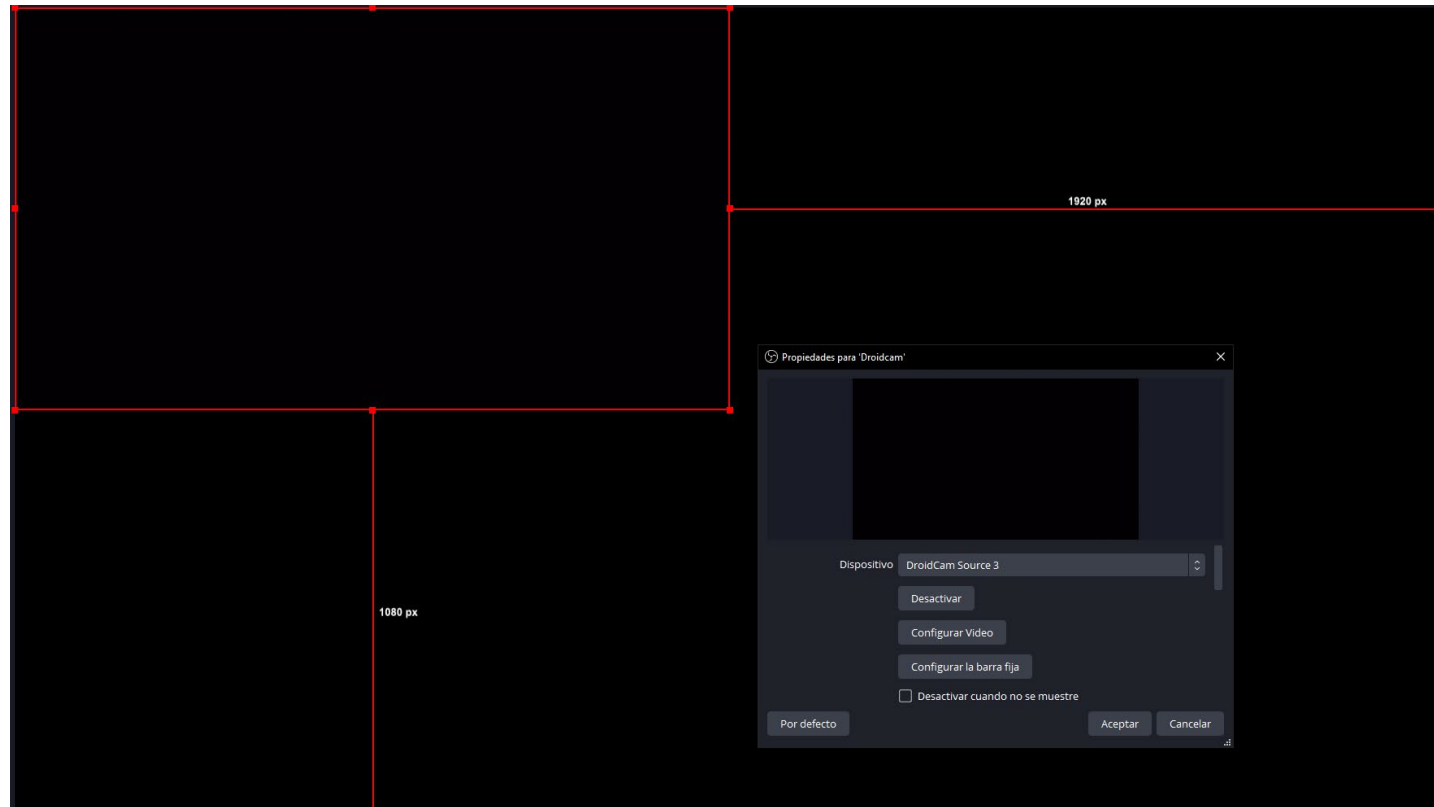 1920 px
Propiedades para 'Droidcam'
Dispositivo DroidCam Source 3
Desactivar
1080 px
Configurar Video
Configurar la barra fija
Desactivar cuando no se muestre
Por defecto Aceptar Cancelar